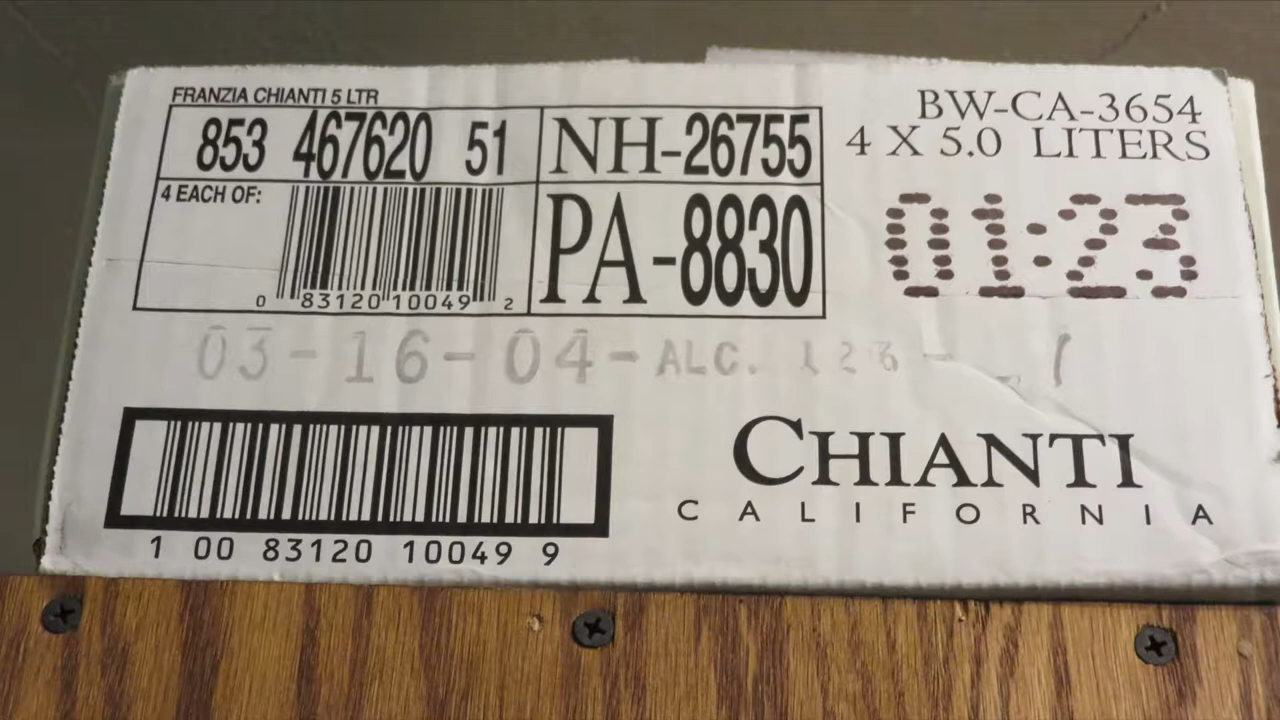 FRANZIA CHIANTI 5 LTR
853 467620 51
NH-26755
BW-CA-3654
4 X 5.0 LITERS
4 EACH OF:
PA-8830
01:23
0 83120 10049 2
03-16-04-ALC.
CHIANTI
CALIFORNIA
1 00 83120 10049 9